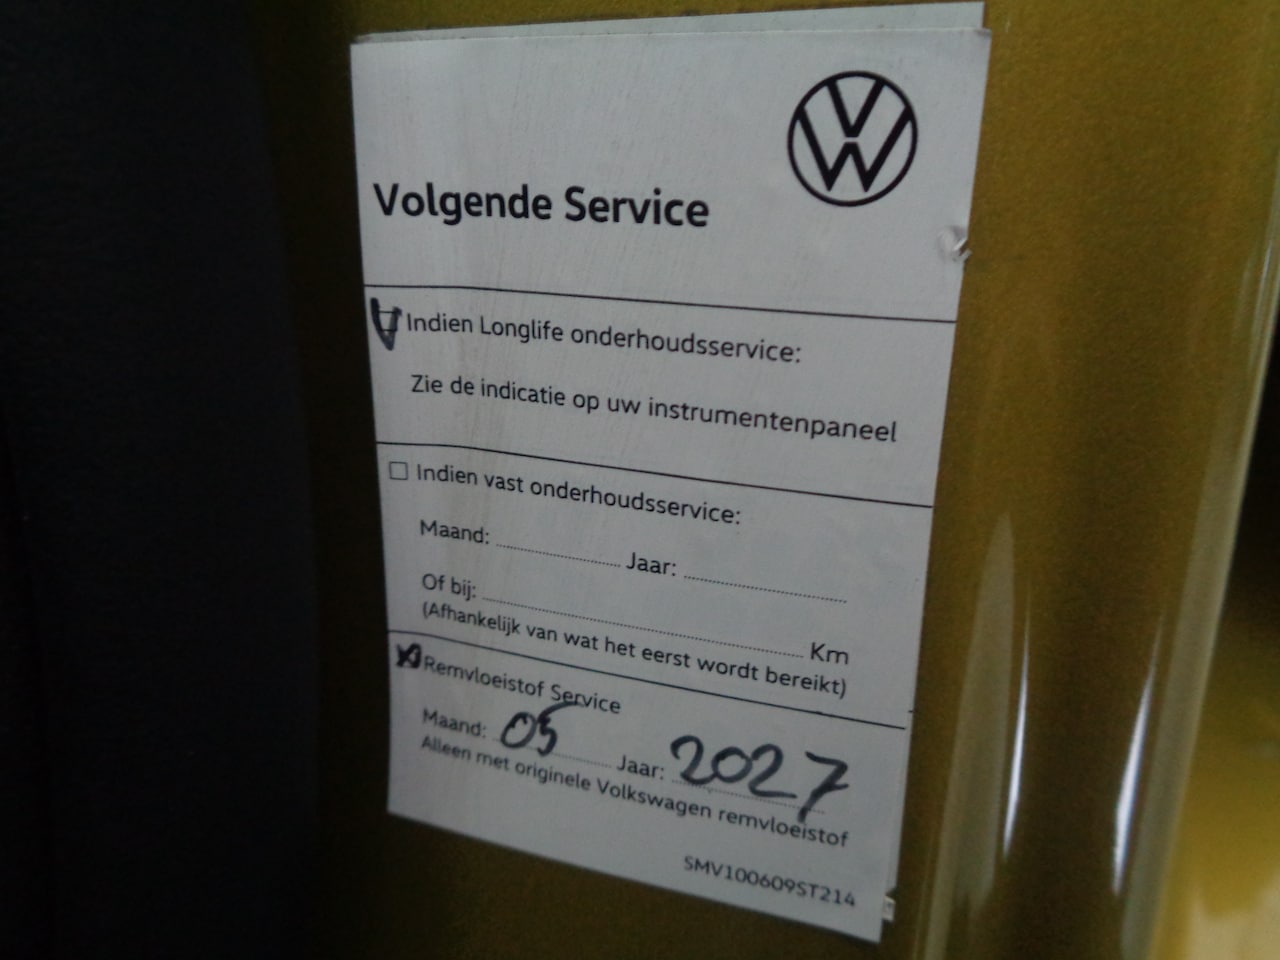 Volgende Service
Indien Longlife onderhoudsservice:
Zie de indicatie op uw instrumentenpaneel
Indien vast onderhoudsservice:
Maand: Jaar:
Of bij: Km
(Afhankelijk van wat het eerst wordt bereikt)
Remvloeistof Service
Maand: 05 Jaar: 2027
Alleen met originele Volkswagen remvloeistof
SMV100609ST214